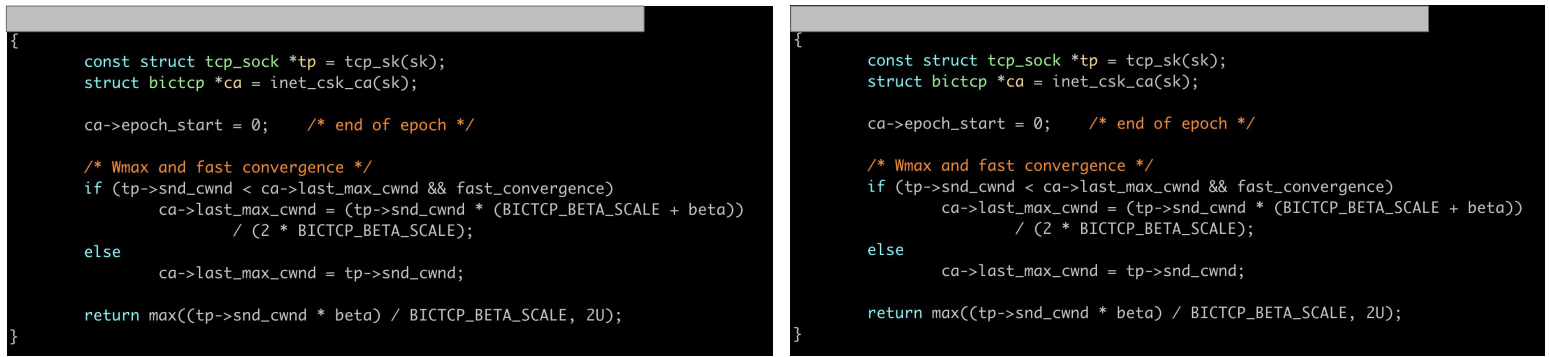 {
const struct tcp_sock *tp = tcp_sk(sk);
struct bictcp *ca = inet_csk_ca(sk);
ca->epoch_start = 0; /* end of epoch */
/* Wmax and fast convergence */
if (tp->snd_cwnd < ca->last_max_cwnd && fast_convergence)
ca->last_max_cwnd = (tp->snd_cwnd * (BICTCP_BETA_SCALE + beta))
/ (2 * BICTCP_BETA_SCALE);
else
ca->last_max_cwnd = tp->snd_cwnd;
return max((tp->snd_cwnd * beta) / BICTCP_BETA_SCALE, 2U);
}
{
const struct tcp_sock *tp = tcp_sk(sk);
struct bictcp *ca = inet_csk_ca(sk);
ca->epoch_start = 0; /* end of epoch */
/* Wmax and fast convergence */
if (tp->snd_cwnd < ca->last_max_cwnd && fast_convergence)
ca->last_max_cwnd = (tp->snd_cwnd * (BICTCP_BETA_SCALE + beta))
/ (2 * BICTCP_BETA_SCALE);
else
ca->last_max_cwnd = tp->snd_cwnd;
return max((tp->snd_cwnd * beta) / BICTCP_BETA_SCALE, 2U);
}